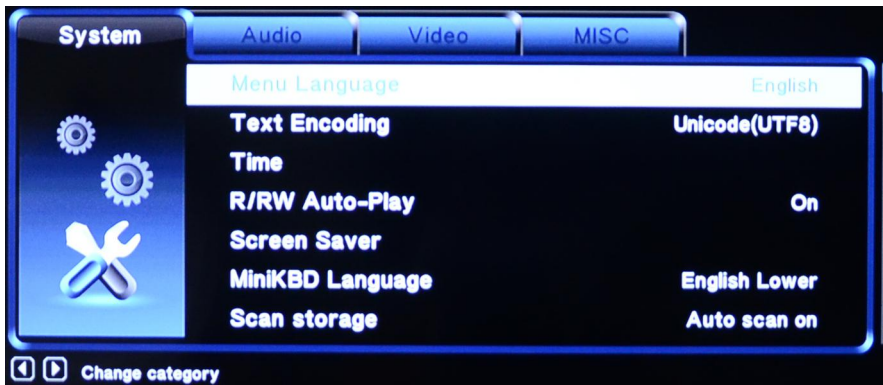 System Audio Video MISC
Menu Language English
Text Encoding Unicode(UTF8)
Time
R/RW Auto-Play On
Screen Saver
MiniKBD Language English Lower
Scan storage Auto scan on
Change category